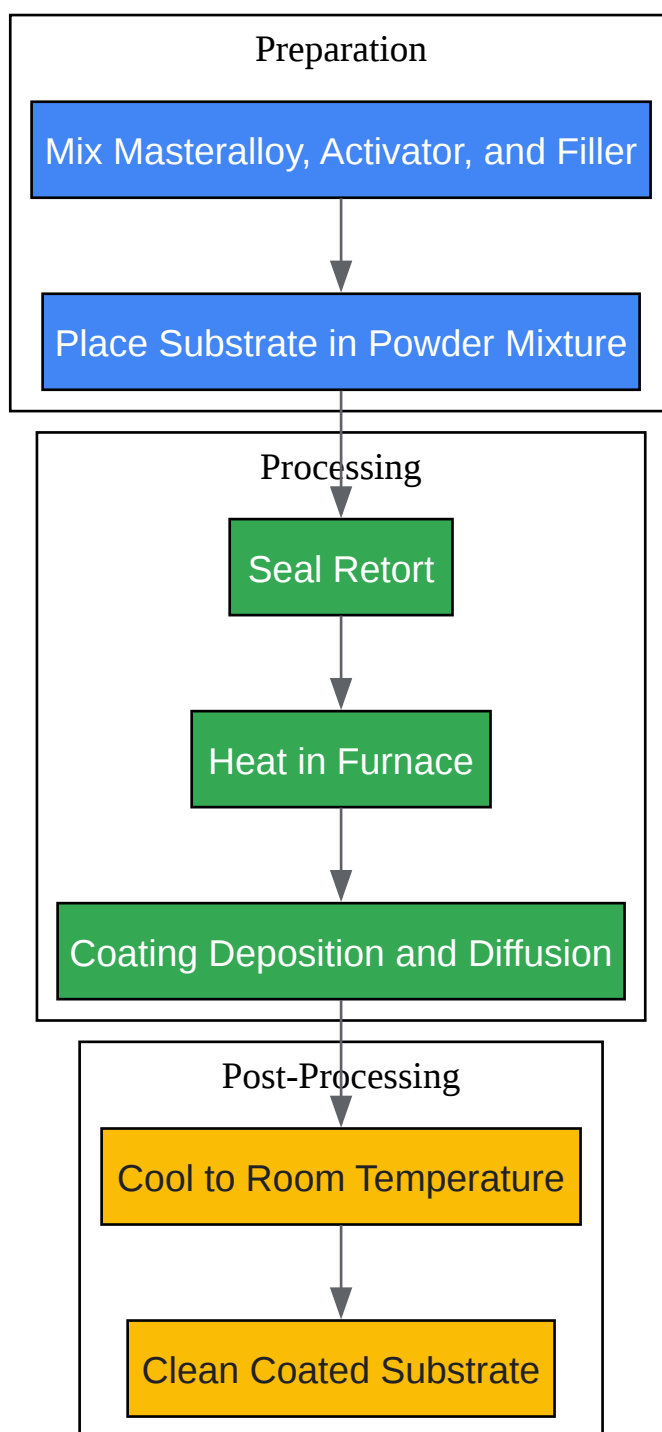 Preparation
Mix Masteralloy, Activator, and Filler
Place Substrate in Powder Mixture
Processing
Seal Retort
Heat in Furnace
Coating Deposition and Diffusion
Post-Processing
Cool to Room Temperature
Clean Coated Substrate